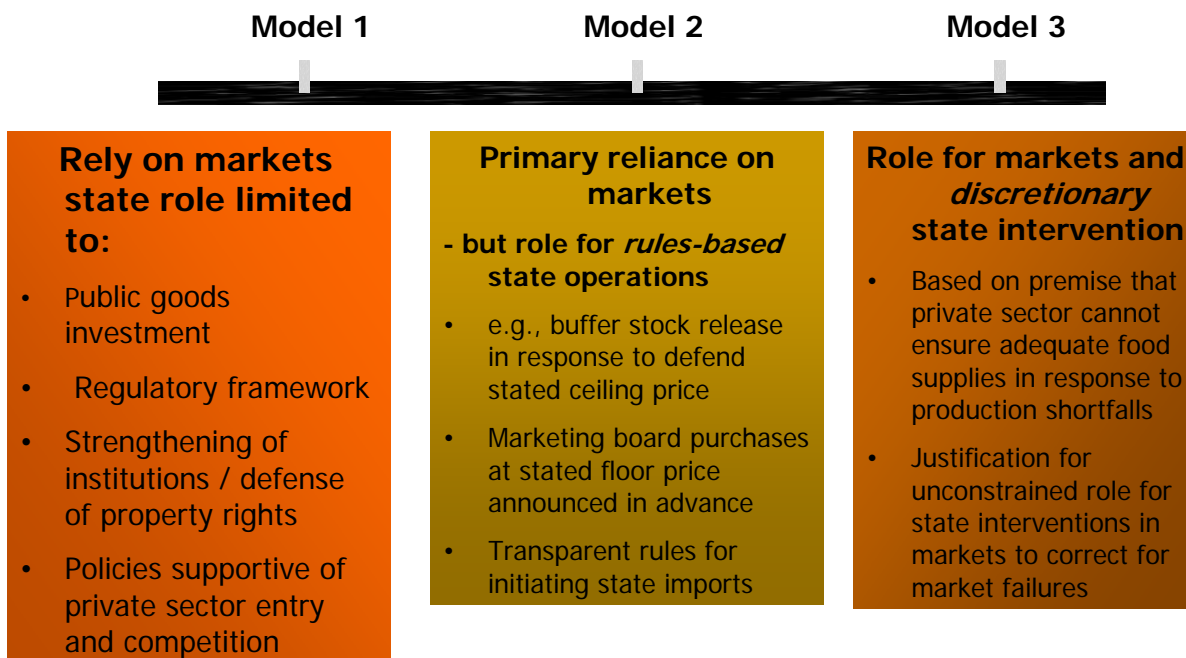 Model 1
Model 2
Model 3
Rely on markets
state role limited
to:
• Public goods
investment
• Regulatory framework
• Strengthening of
institutions / defense
of property rights
• Policies supportive of
private sector entry
and competition
Primary reliance on
markets
- but role for rules-based
state operations
• e.g., buffer stock release
in response to defend
stated ceiling price
• Marketing board purchases
at stated floor price
announced in advance
• Transparent rules for
initiating state imports
Role for markets and
discretionary
state intervention
• Based on premise that
private sector cannot
ensure adequate food
supplies in response to
production shortfalls
• Justification for
unconstrained role for
state interventions in
markets to correct for
market failures